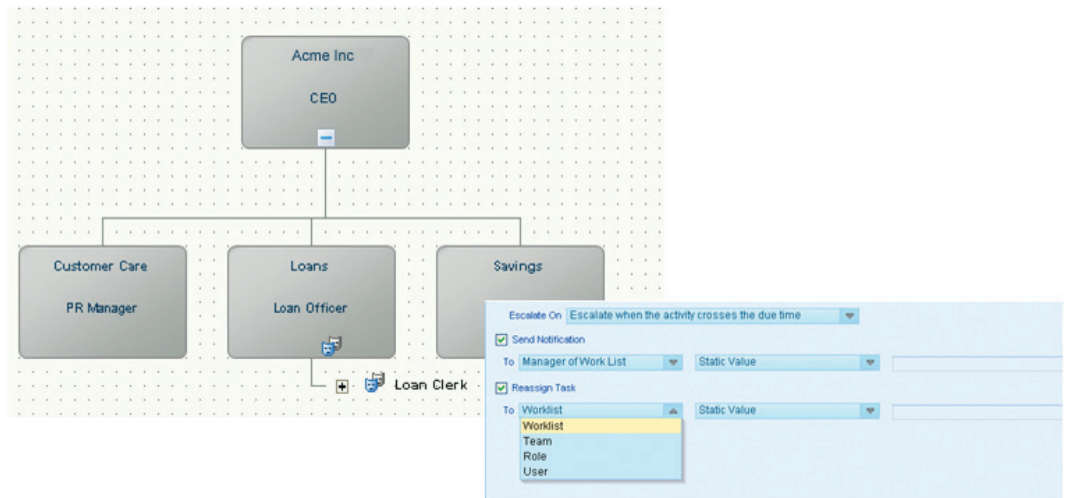 Acme Inc
CEO
Customer Care
PR Manager
Loans
Loan Officer
Savings
Loan Clerk
Escalate On Escalate when the activity crosses the due time
Send Notification
To Manager of Work List Static Value
Reassign Task
To Worklist Static Value
Worklist
Team
Role
User